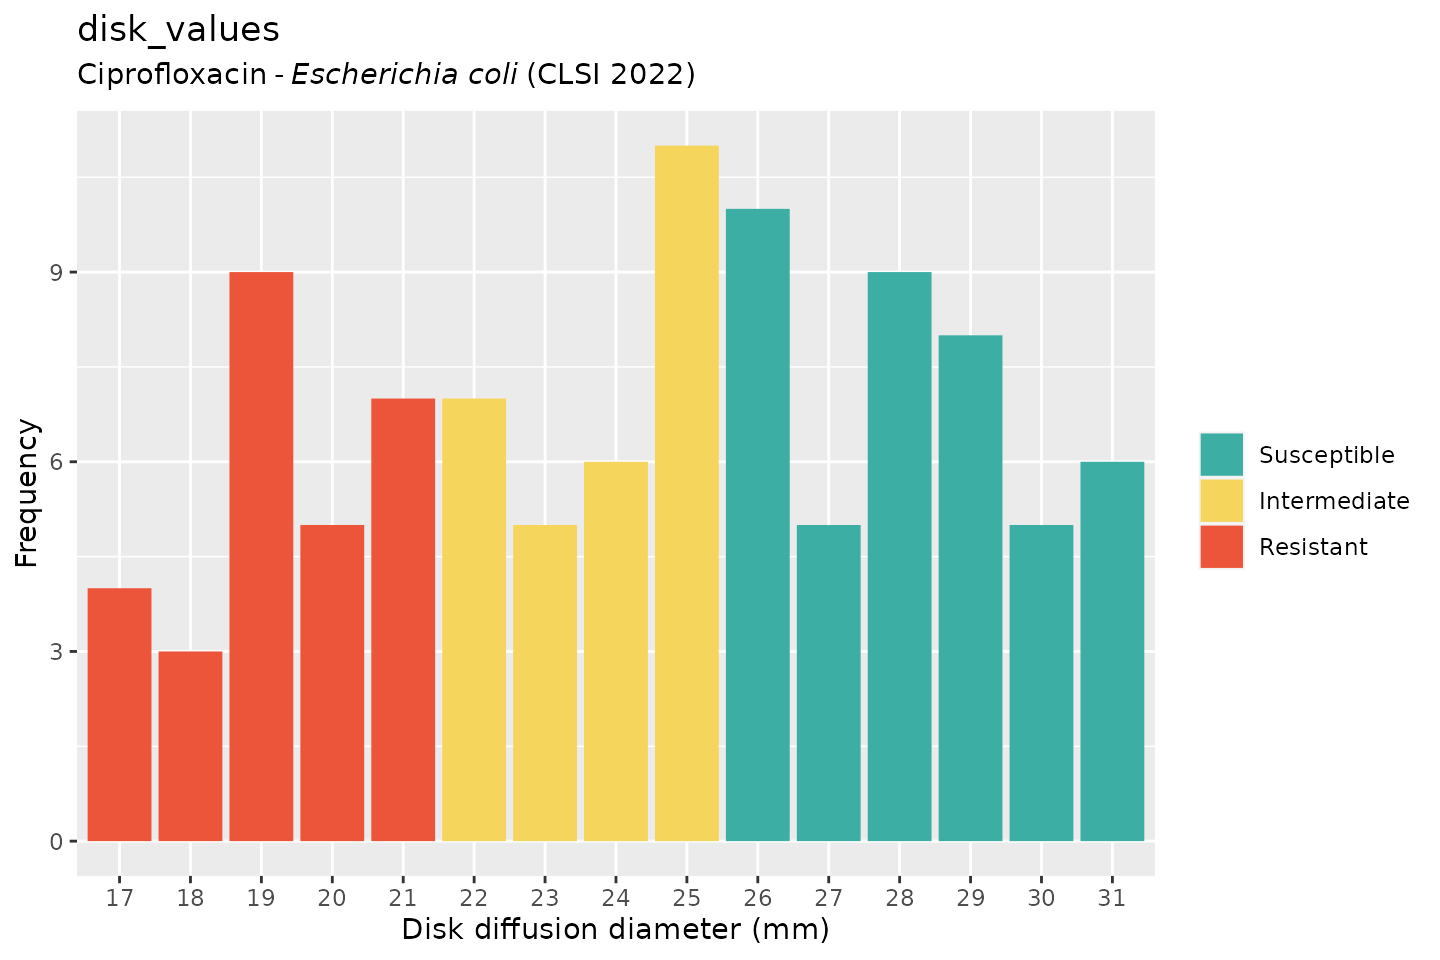 disk_values
Ciprofloxacin - Escherichia coli (CLSI 2022)
Frequency
9
6
3
0
17 18 19 20 21 22 23 24 25 26 27 28 29 30 31
Disk diffusion diameter (mm)
Susceptible
Intermediate
Resistant